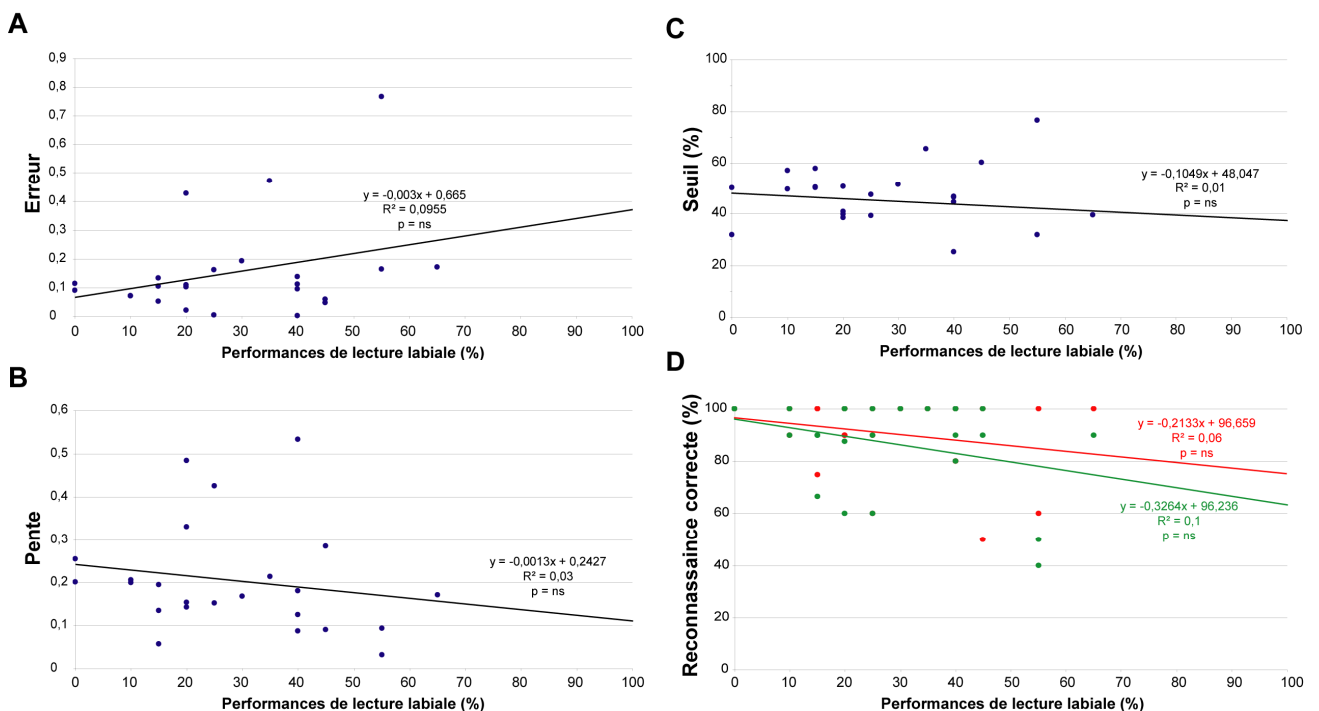 A
0,9
0,8
0,7
0,6
0,5
0,4
0,3
0,2
0,1
0
Erreur
y = -0,003x + 0,665
R² = 0,0955
p = ns
0 10 20 30 40 50 60 70 80 90 100
Performances de lecture labiale (%)
B
0,6
0,5
0,4
0,3
0,2
0,1
0
Pente
y = -0,0013x + 0,2427
R² = 0,03
p = ns
0 10 20 30 40 50 60 70 80 90 100
Performances de lecture labiale (%)
C
100
80
60
40
20
0
Seuil (%)
y = -0,1049x + 48,047
R² = 0,01
p = ns
0 10 20 30 40 50 60 70 80 90 100
Performances de lecture labiale (%)
D
100
80
60
40
20
0
Reconnassaince correcte (%)
y = -0,2133x + 96,659
R² = 0,06
p = ns
y = -0,3264x + 96,236
R² = 0,1
p = ns
0 10 20 30 40 50 60 70 80 90 100
Performances de lecture labiale (%)